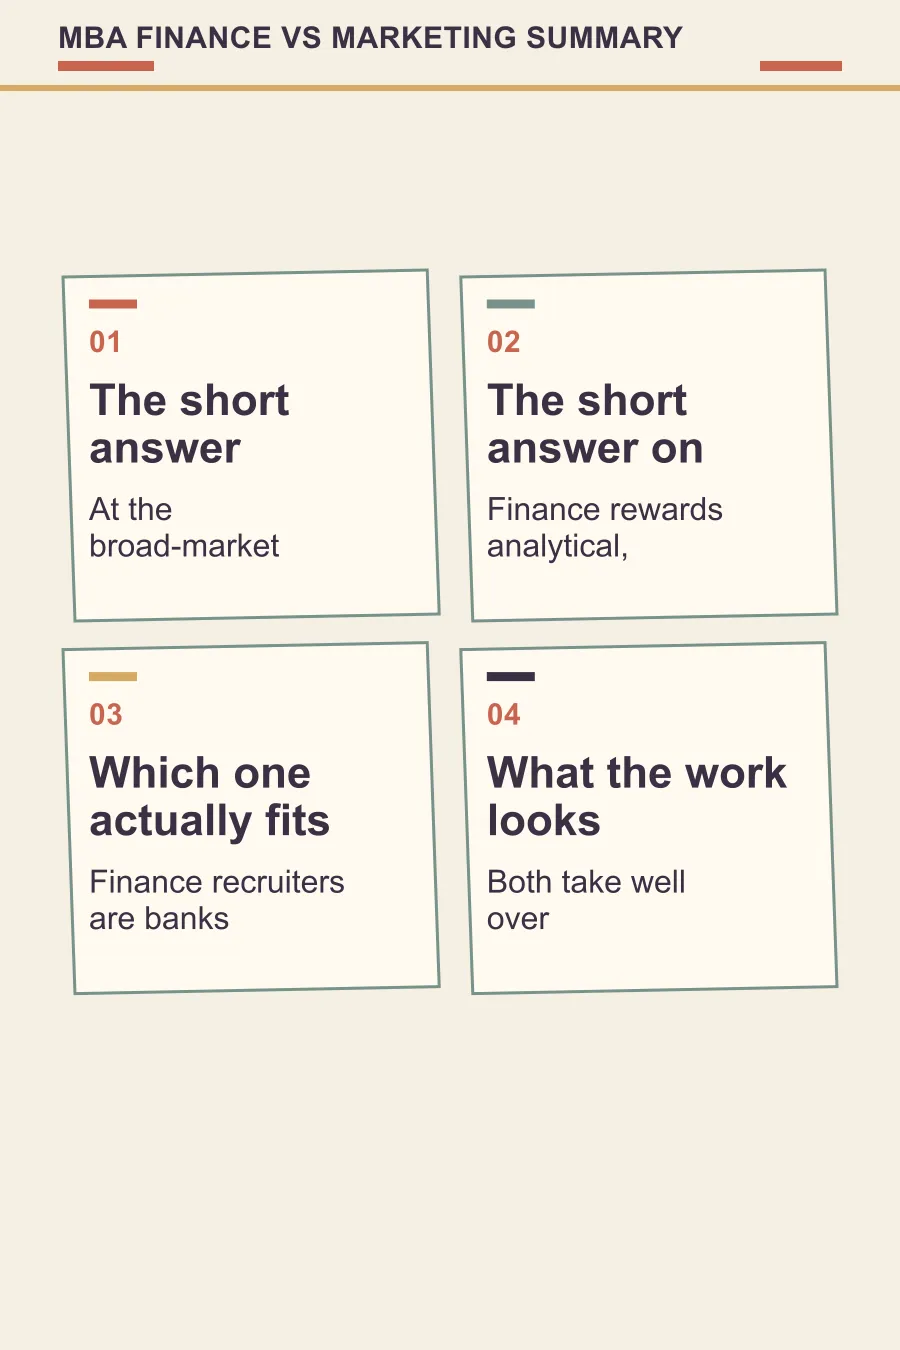 MBA FINANCE VS MARKETING SUMMARY
01
The short
answer
At the
broad-market
02
The short
answer on
Finance rewards
analytical,
03
Which one
actually fits
Finance recruiters
are banks
04
What the work
looks
Both take well
over